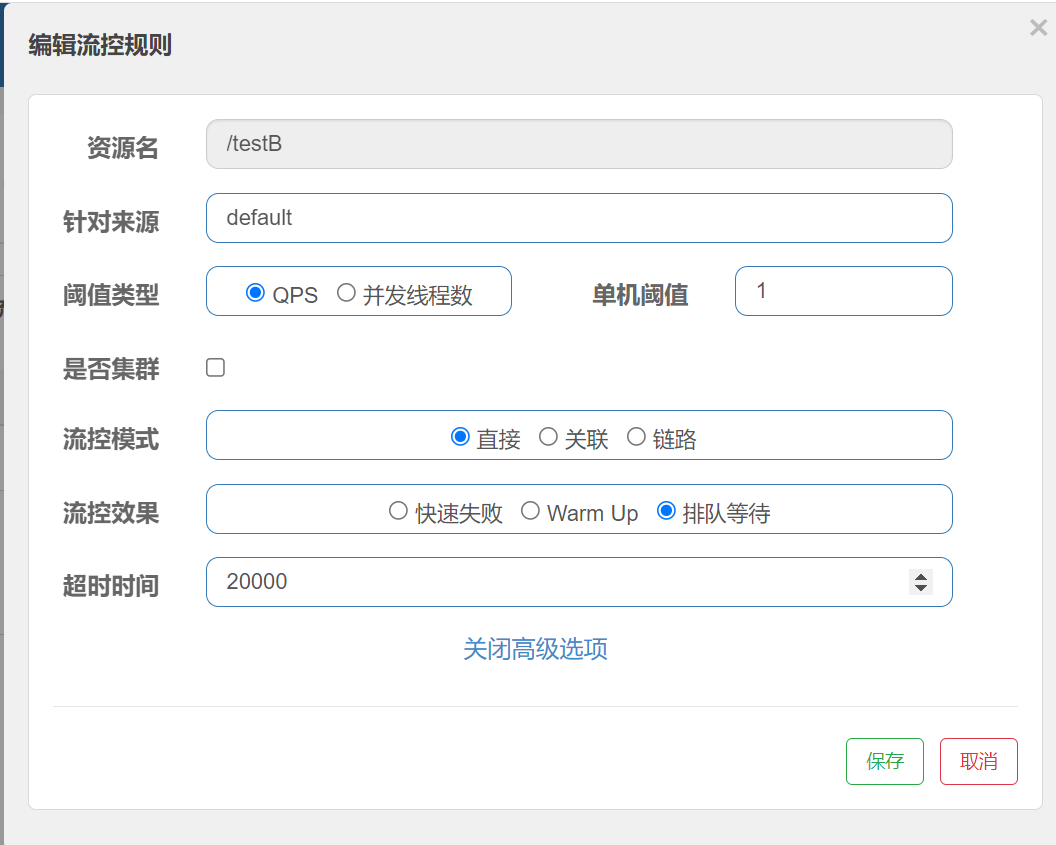 编辑流控规则 ×
资源名 /testB
针对来源 default
阈值类型 QPS 并发线程数 单机阈值 1
是否集群
流控模式 直接 关联 链路
流控效果 快速失败 Warm Up 排队等待
超时时间 20000
关闭高级选项
保存 取消